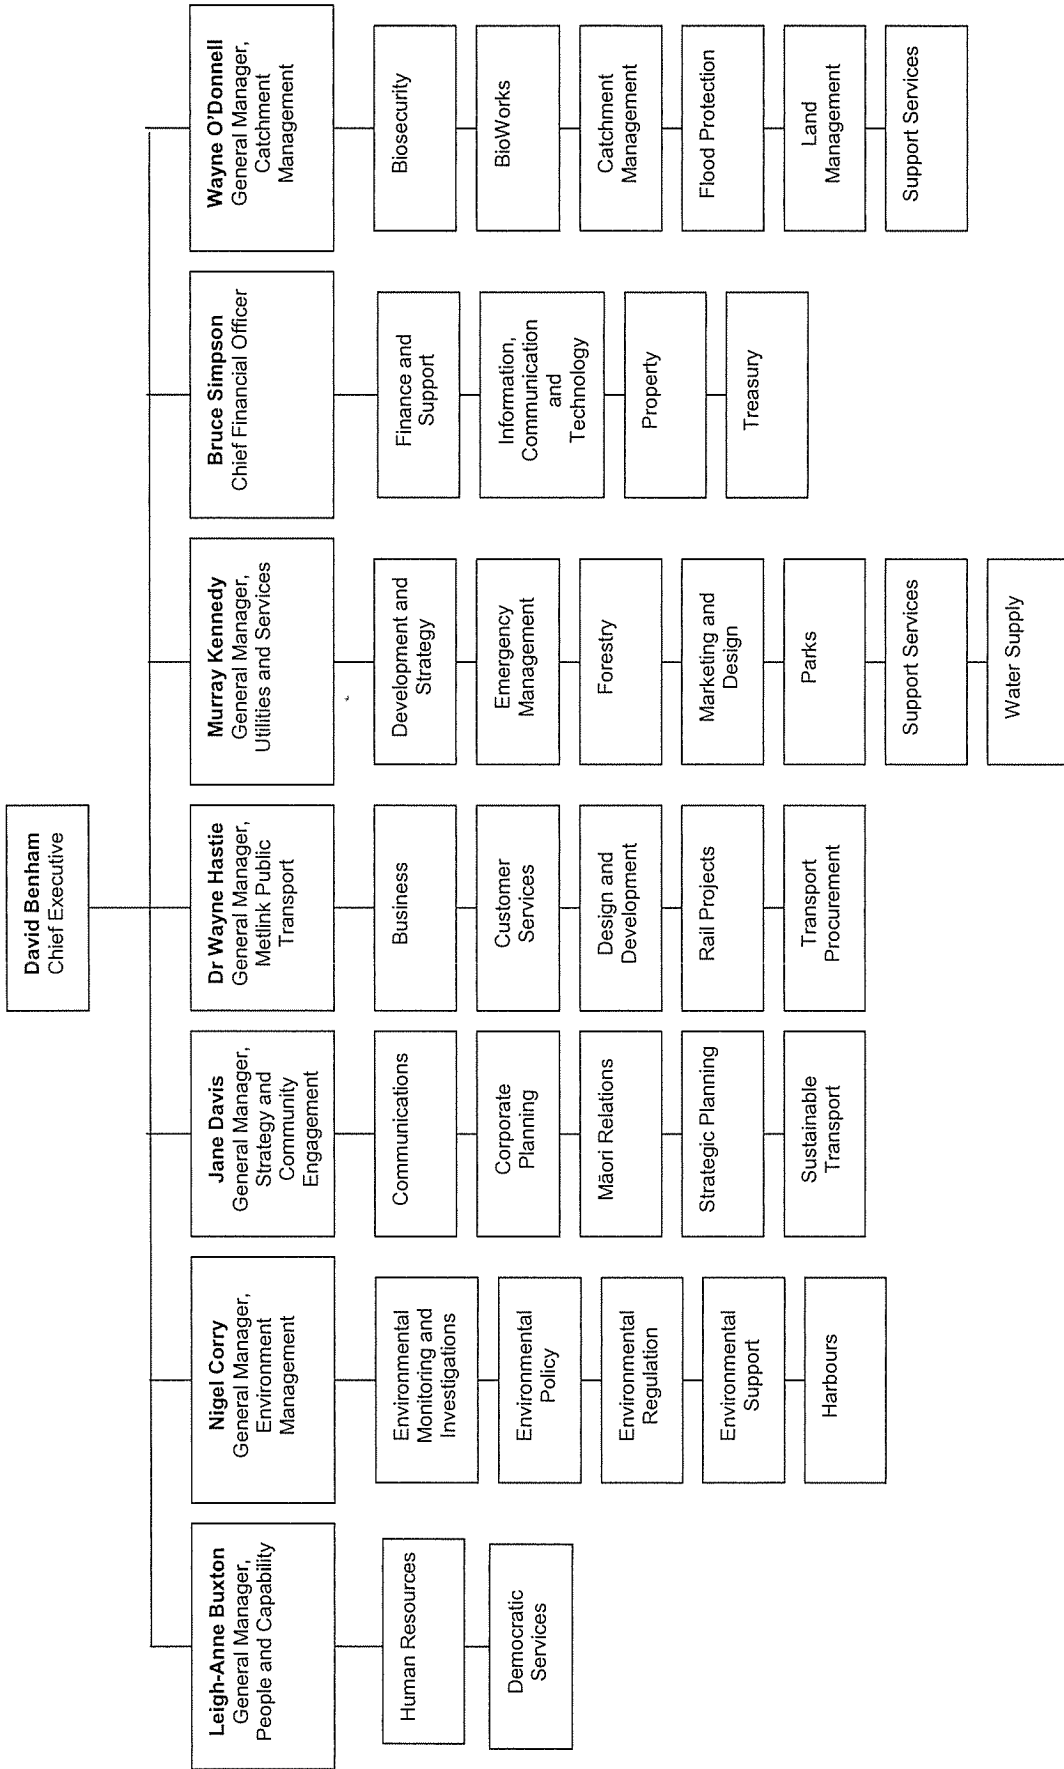 David Benham
Chief Executive
Leigh-Anne Buxton
General Manager,
People and Capability
Human Resources
Democratic
Services
Nigel Corry
General Manager,
Environment
Management
Environmental
Monitoring and
Investigations
Environmental
Policy
Environmental
Regulation
Environmental
Support
Harbours
Jane Davis
General Manager,
Strategy and
Community
Engagement
Communications
Corporate
Planning
Māori Relations
Strategic Planning
Sustainable
Transport
Dr Wayne Hastie
General Manager,
Metlink Public
Transport
Business
Customer
Services
Design and
Development
Rail Projects
Transport
Procurement
Murray Kennedy
General Manager,
Utilities and Services
Development and
Strategy
Emergency
Management
Forestry
Marketing and
Design
Parks
Support Services
Water Supply
Bruce Simpson
Chief Financial Officer
Finance and
Support
Information,
Communication
and
Technology
Property
Treasury
Wayne O'Donnell
General Manager,
Catchment
Management
Biosecurity
BioWorks
Catchment
Management
Flood Protection
Land
Management
Support Services